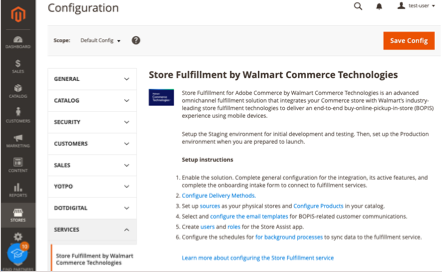 Configuration
test-user
Scope:
Default Config
Save Config
DASHBOARD
SALES
CATALOG
CUSTOMERS
MARKETING
CONTENT
REPORTS
STORES
GENERAL
CATALOG
SECURITY
CUSTOMERS
SALES
YOTPO
DOTDIGITAL
SERVICES
Store Fulfillment by Walmart
Commerce Technologies
Store Fulfillment by Walmart Commerce Technologies
Store Fulfillment for Adobe Commerce by Walmart Commerce Technologies is an advanced
omnichannel fulfillment solution that integrates your Commerce store with Walmart's industry-
leading store fulfillment technologies to deliver an end-to-end buy-online-pickup-in-store (BOPIS)
experience using mobile devices.
Setup the Staging environment for initial development and testing. Then, set up the Production
environment when you are prepared to launch.
Setup instructions
1. Enable the solution. Complete general configuration for the integration, its active features, and
complete the onboarding intake form to connect to fulfillment services.
2. Configure Delivery Methods.
3. Set up sources as your physical stores and Configure Products in your catalog.
4. Select and configure the email templates for BOPIS-related customer communications.
5. Create users and roles for the Store Assist app.
6. Configure the schedules for for background processes to sync data to the fulfillment service.
Learn more about configuring the Store Fulfillment service